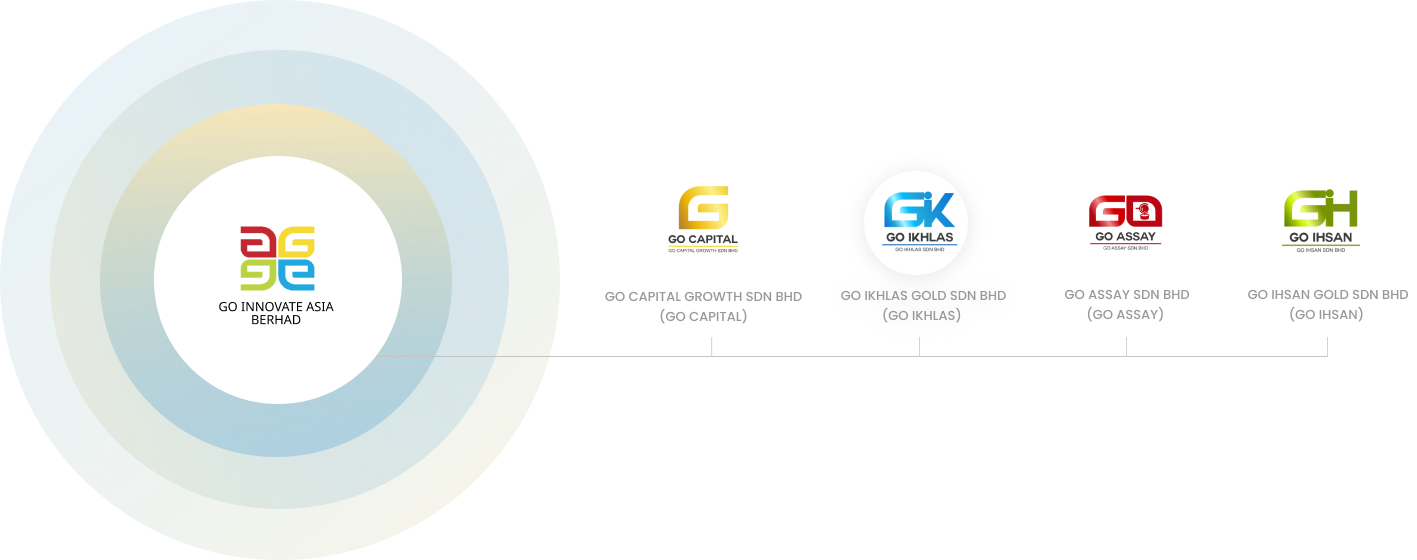 GO INNOVATE ASIA
BERHAD
GO CAPITAL
GO CAPITAL GROWTH SDN BHD
GO CAPITAL GROWTH SDN BHD
(GO CAPITAL)
GK
GO IKHLAS
GO IKHLAS SDN BHD
GO IKHLAS GOLD SDN BHD
(GO IKHLAS)
GO ASSAY
GO ASSAY SDN BHD
GO ASSAY SDN BHD
(GO ASSAY)
GH
GO IHSAN
GO IHSAN SDN BHD
GO IHSAN GOLD SDN BHD
(GO IHSAN)